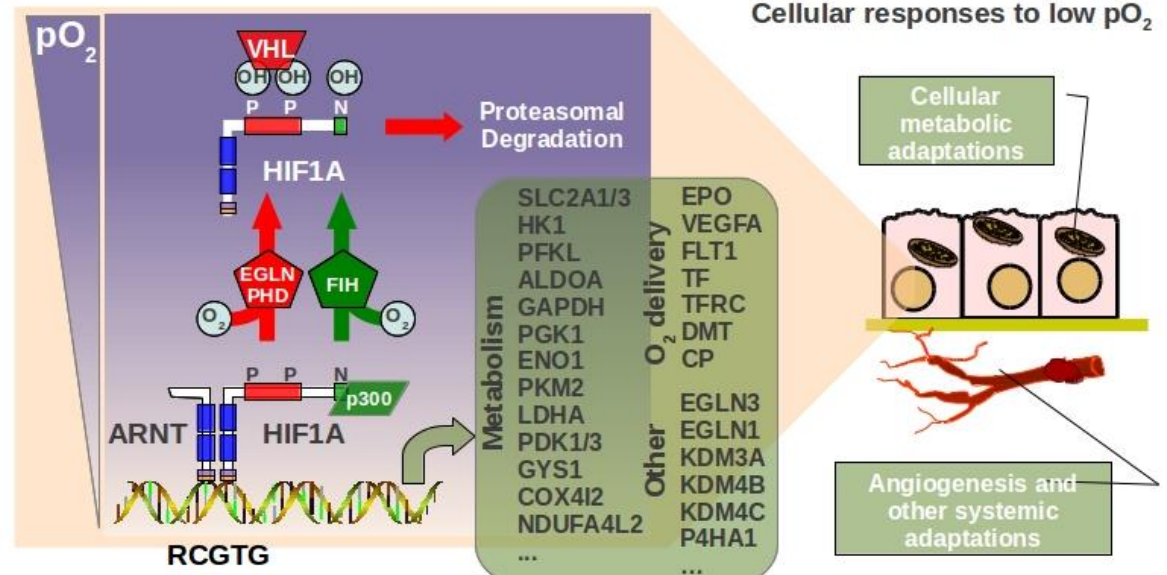 Cellular responses to low pO2
pO2
VHL
OH OH OH
P P N
HIF1A
Proteasomal
Degradation
EGLN
PHD
FIH
O2
O2
P P N
p300
ARNT
HIF1A
RCGTG
Metabolism
SLC2A1/3
HK1
PFKL
ALDOA
GAPDH
PGK1
ENO1
PKM2
LDHA
PDK1/3
GYS1
COX4I2
NDUFA4L2
...
O2 delivery
EPO
VEGFA
FLT1
TF
TFRC
DMT
CP
Other
EGLN3
EGLN1
KDM3A
KDM4B
KDM4C
P4HA1
...
Cellular
metabolic
adaptations
Angiogenesis and
other systemic
adaptations